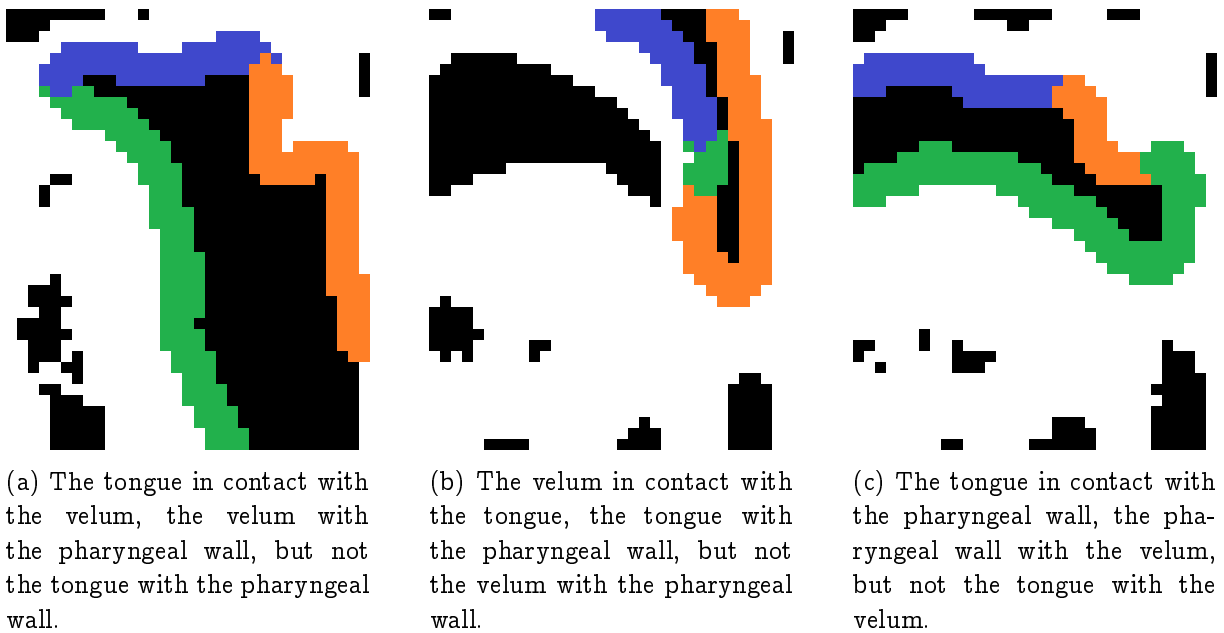 (a) The tongue in contact with
the velum, the velum with
the pharyngeal wall, but not
the tongue with the pharyngeal
wall.
(b) The velum in contact with
the tongue, the tongue with
the pharyngeal wall, but not
the velum with the pharyngeal
wall.
(c) The tongue in contact with
the pharyngeal wall, the pha-
ryngeal wall with the velum,
but not the tongue with the
velum.